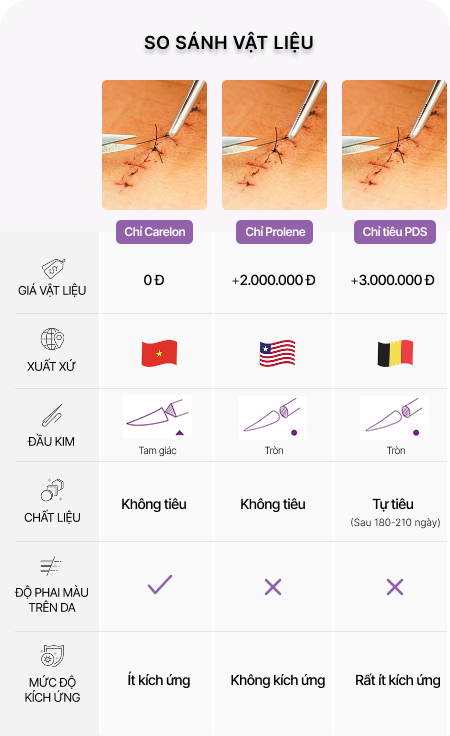 SO SÁNH VẬT LIỆU
Chỉ Carelon
Chỉ Prolene
Chỉ tiêu PDS
GIÁ VẬT LIỆU
0 Đ
+2.000.000 Đ
+3.000.000 Đ
XUẤT XỨ
ĐẦU KIM
Tam giác
Tròn
Tròn
CHẤT LIỆU
Không tiêu
Không tiêu
Tự tiêu
(Sau 180-210 ngày)
ĐỘ PHAI MÀU
TRÊN DA
MỨC ĐỘ
KÍCH ỨNG
Ít kích ứng
Không kích ứng
Rất ít kích ứng